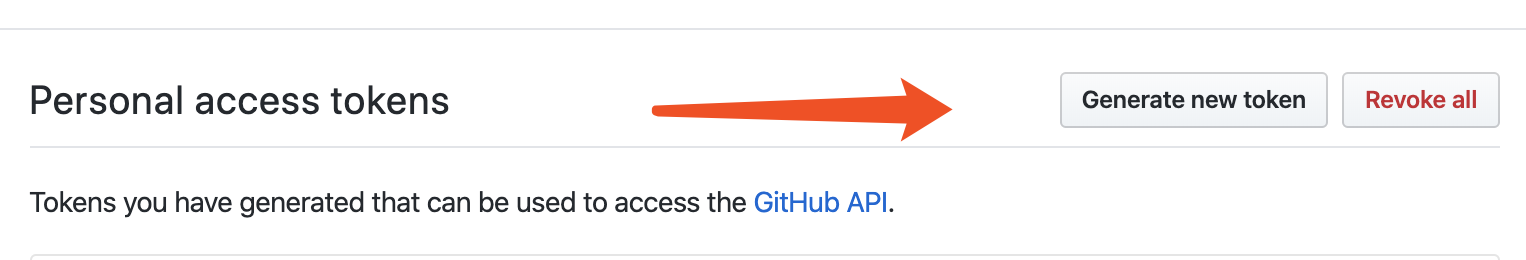 Personal access tokens
Generate new token
Revoke all
Tokens you have generated that can be used to access the GitHub API.